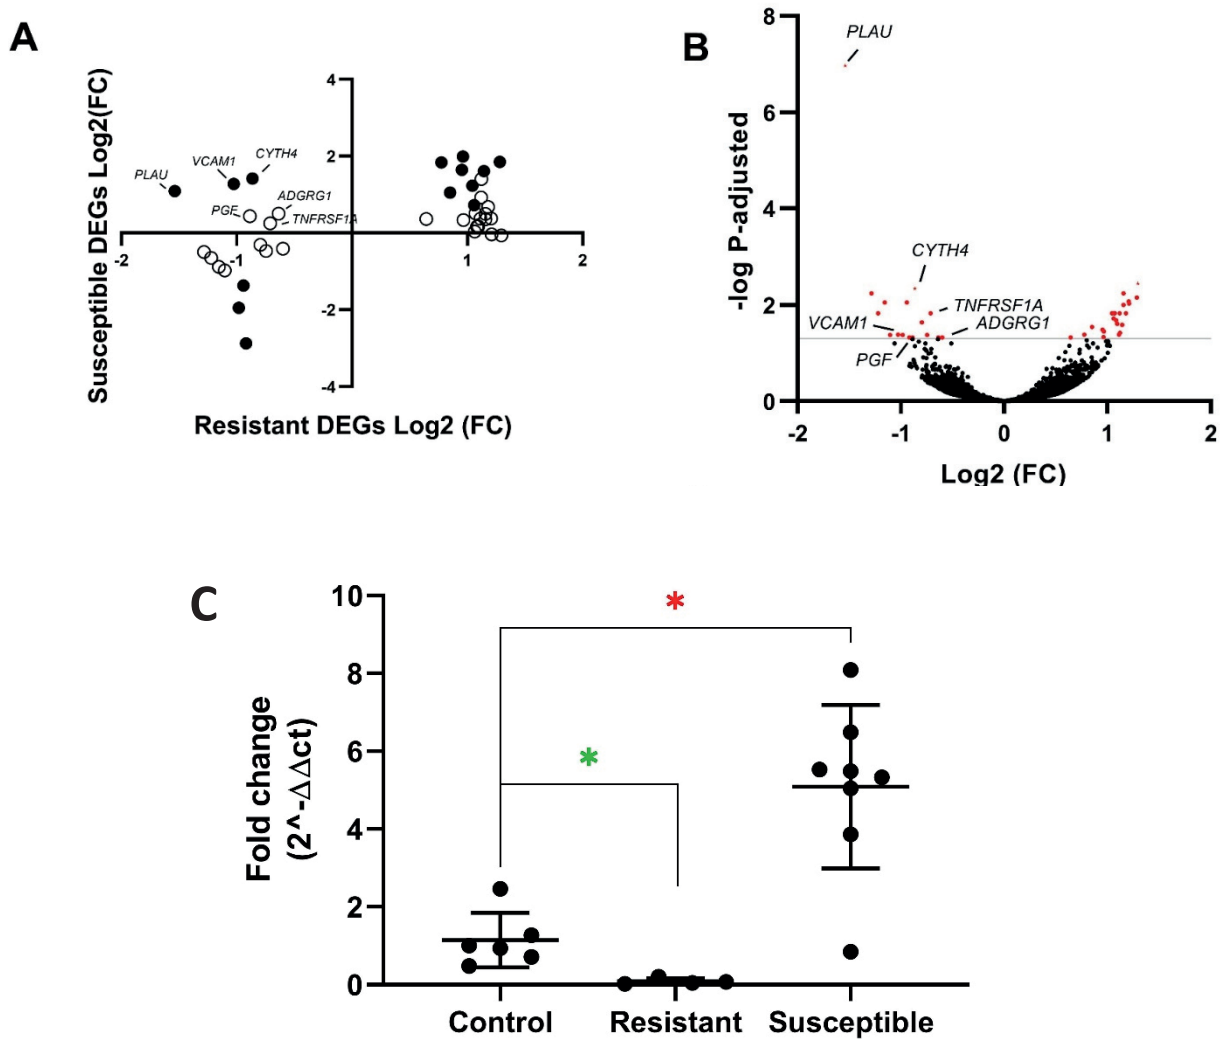 A
Susceptible DEGs Log2(FC)
4
2
-2
-4
-2
-1
1
2
PLAU
VCAM1
CYTH4
PGF
ADGRG1
TNFRSF1A
Resistant DEGs Log2 (FC)
B
-log P-adjusted
8
6
4
2
0
-2
-1
0
1
2
PLAU
CYTH4
TNFRSF1A
VCAM1
ADGRG1
PGF
Log2 (FC)
C
Fold change
(2^-ΔΔct)
10
8
6
4
2
0
*
*
Control
Resistant
Susceptible